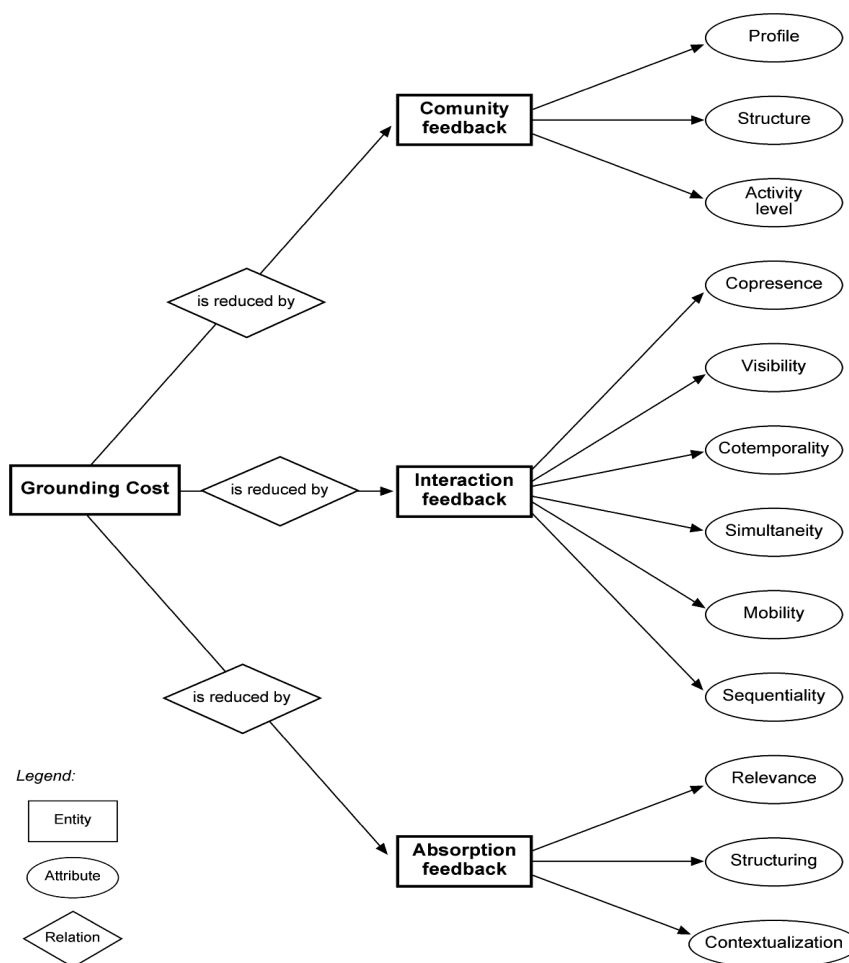 Profile
Comunity
feedback
Structure
Activity
level
is reduced by
Copresence
Visibility
Cotemporality
Grounding Cost
is reduced by
Interaction
feedback
Simultaneity
Mobility
is reduced by
Sequentiality
Legend:
Entity
Attribute
Relation
Relevance
Absorption
feedback
Structuring
Contextualization